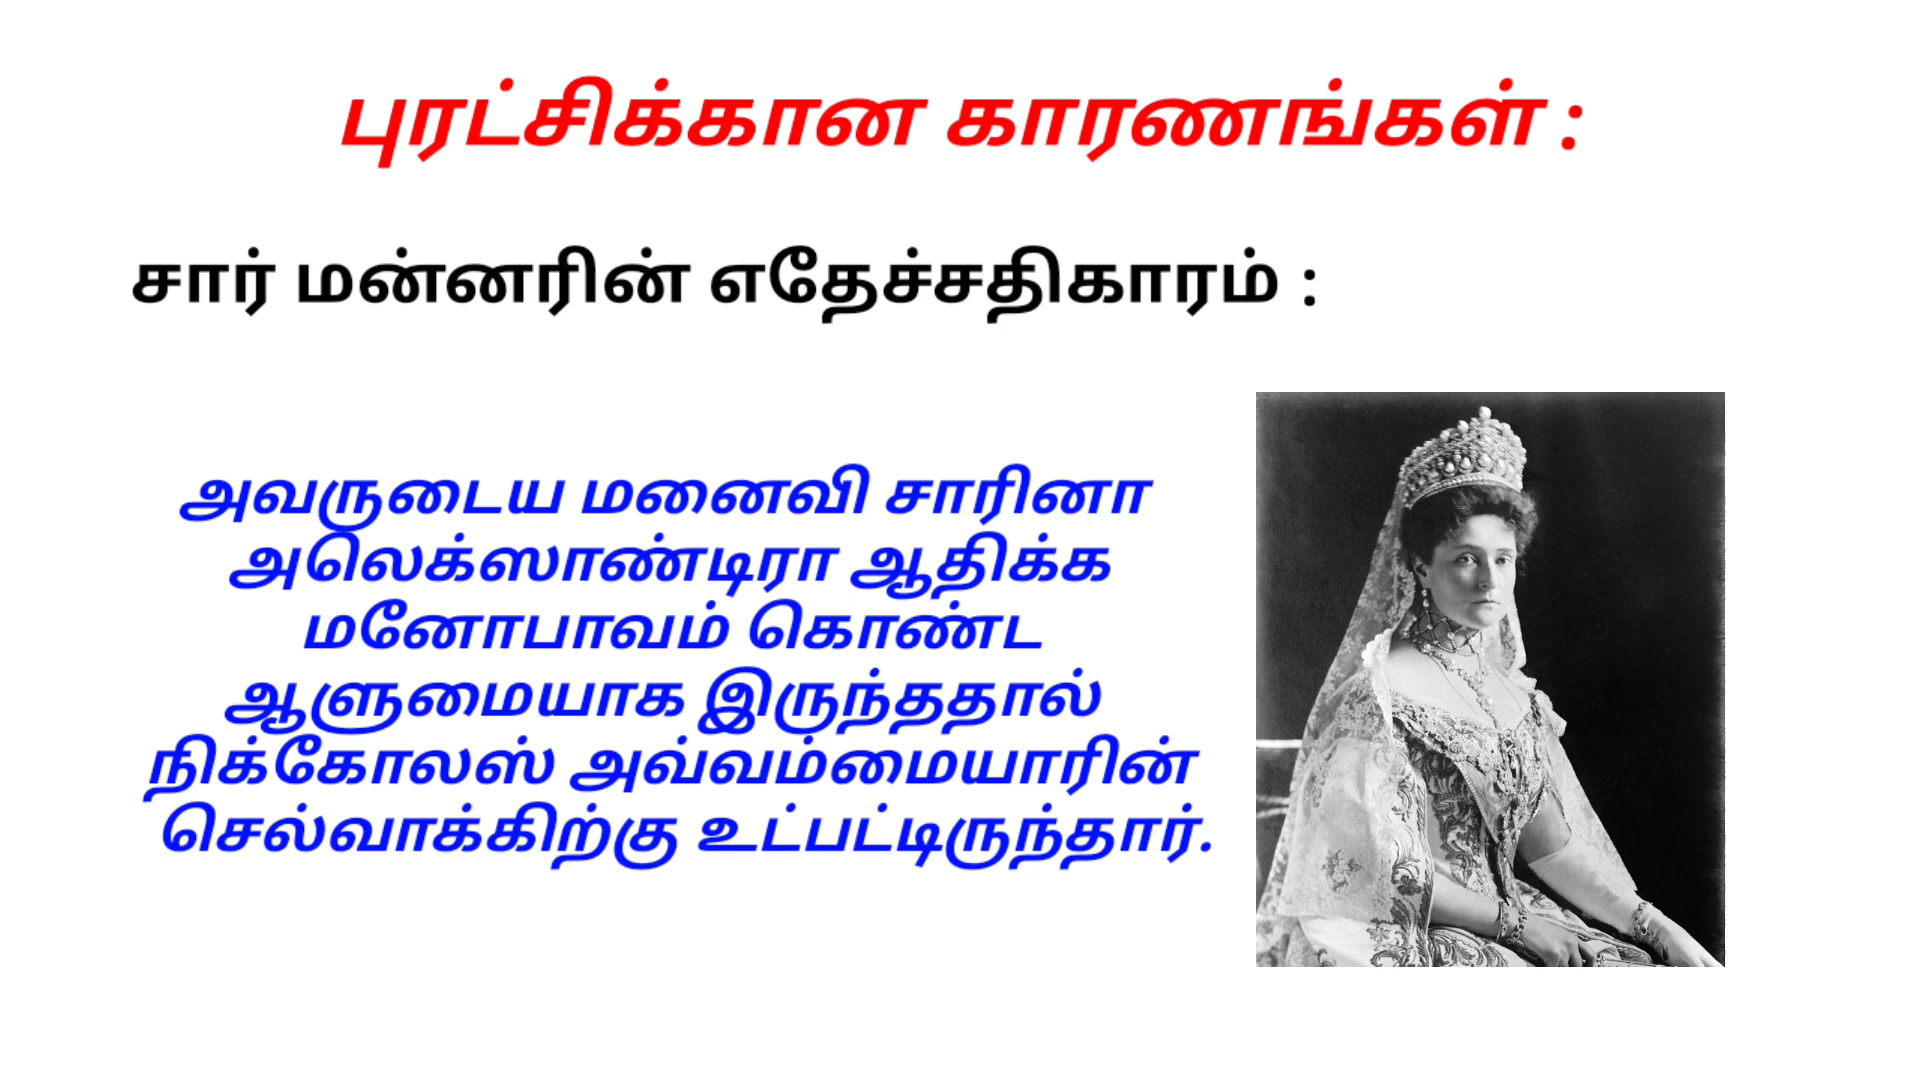 புரட்சிக்கான காரணங்கள் :
சார் மன்னரின் எதேச்சதிகாரம் :
அவருடைய மனைவி சாரினா
அலெக்ஸாண்டிரா ஆதிக்க
மனோபாவம் கொண்ட
ஆளுமையாக இருந்ததால்
நிக்கோலஸ் அவ்வம்மையாரின்
செல்வாக்கிற்கு உட்பட்டிருந்தார்.